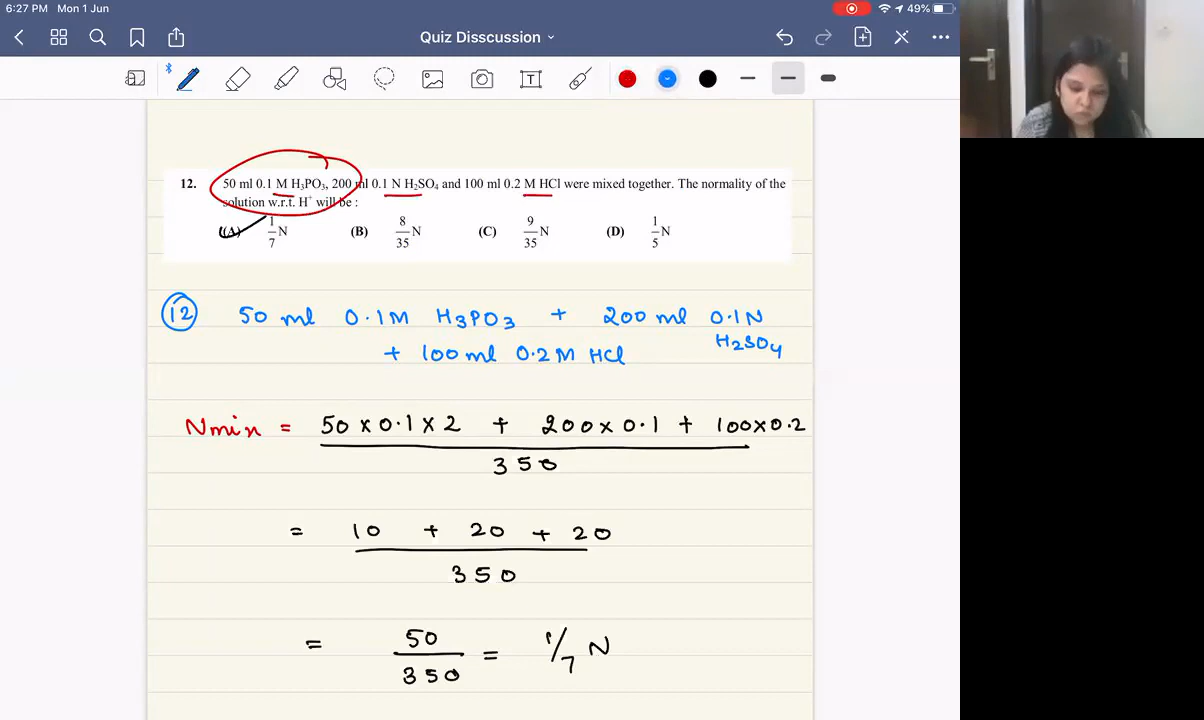 6:27 PM Mon 1 Jun
49%
Quiz Disscussion
T
12. 50 ml 0.1 M H₃PO₃, 200 ml 0.1 N H₂SO₄ and 100 ml 0.2 M HCl were mixed together. The normality of the
solution w.r.t. H⁺ will be :
(A) 1/7 N (B) 8/35 N (C) 9/35 N (D) 1/5 N
12 50 ml 0.1M H3PO3 + 200 ml 0.1N
H2SO4
+ 100 ml 0.2M HCl
Nmix = 50 × 0.1 × 2 + 200 × 0.1 + 100×0.2
350
= 10 + 20 + 20
350
= 50/350 = 1/7 N